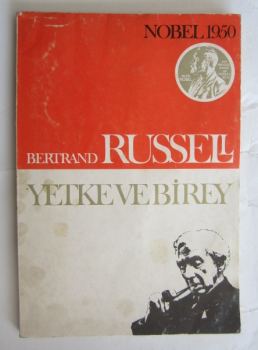 NOBEL 1950
BERTRAND RUSSELL
YETKE VE BİREY